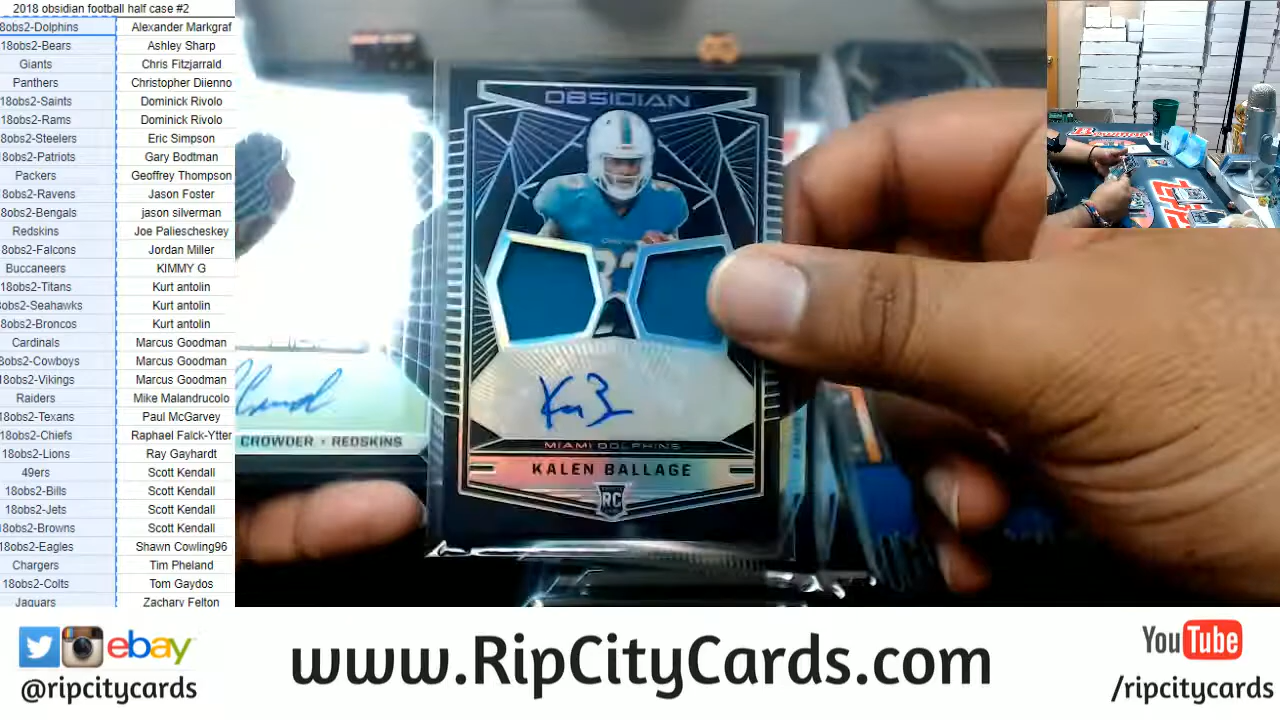 2018 obsidian football half case #2
8obs2-Dolphins Alexander Markgraf
18obs2-Bears Ashley Sharp
Giants Chris Fitzjarrald
Panthers Christopher Diienno
18obs2-Saints Dominick Rivolo
18obs2-Rams Dominick Rivolo
8obs2-Steelers Eric Simpson
8obs2-Patriots Gary Bodtman
Packers Geoffrey Thompson
8obs2-Ravens Jason Foster
8obs2-Bengals jason silverman
Redskins Joe Paliescheskey
8obs2-Falcons Jordan Miller
Buccaneers KIMMY G
18obs2-Titans Kurt antolin
obs2-Seahawks Kurt antolin
8obs2-Broncos Kurt antolin
Cardinals Marcus Goodman
8obs2-Cowboys Marcus Goodman
8obs2-Vikings Marcus Goodman
Raiders Mike Malandrucolo
18obs2-Texans Paul McGarvey
18obs2-Chiefs Raphael Falck-Ytter
18obs2-Lions Ray Gayhardt
49ers Scott Kendall
18obs2-Bills Scott Kendall
18obs2-Jets Scott Kendall
8obs2-Browns Scott Kendall
18obs2-Eagles Shawn Cowling96
Chargers Tim Pheland
18obs2-Colts Tom Gaydos
Jaguars Zachary Felton
OBSIDIAN
MIAMI DOLPHINS
KALEN BALLAGE
RC
CROWDER • REDSKINS
ebay
@ripcitycards
www.RipCityCards.com
YouTube
/ripcitycards